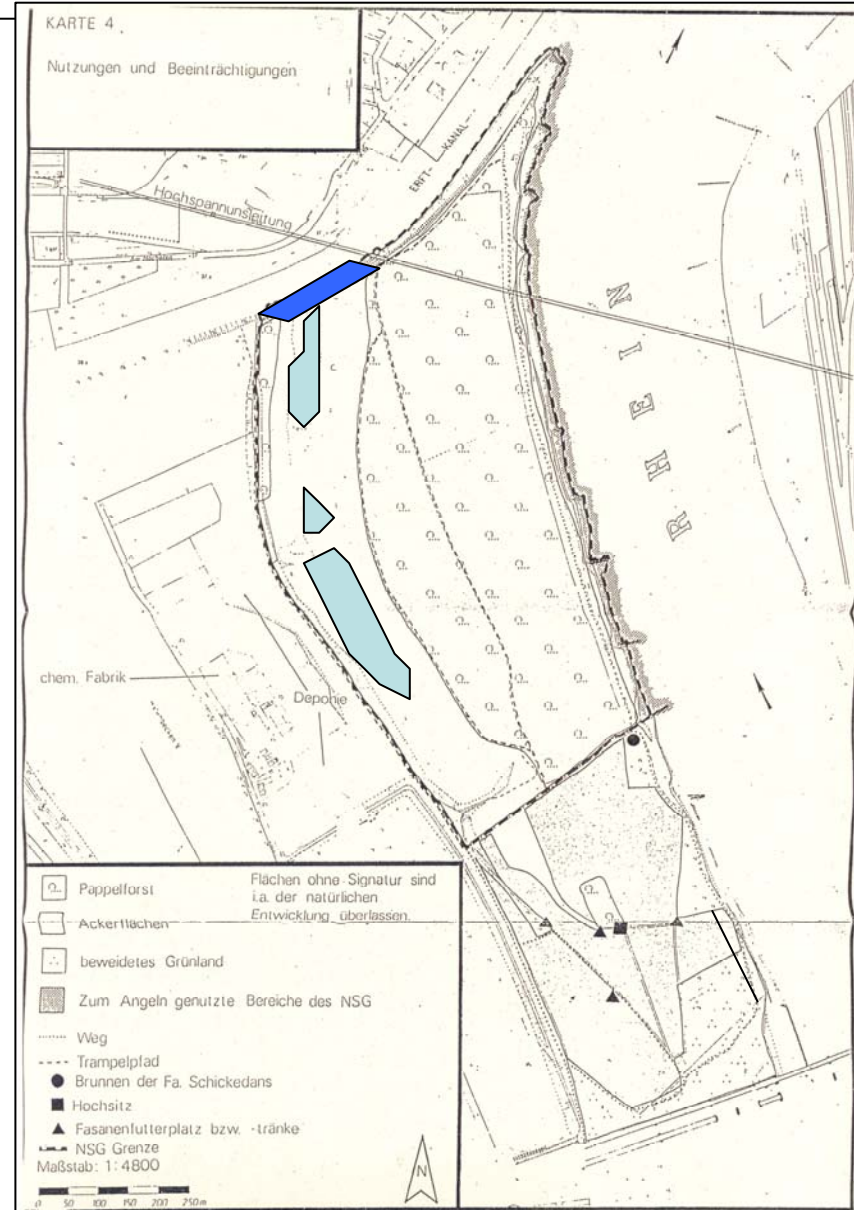 KARTE 4
Nutzungen und Beeinträchtigungen
ERFT - KANAL
Hochspannunsleitung
RHEIN
chem. Fabrik
Deponie
Pappelforst
Ackerflächen
beweidetes Grünland
Zum Angeln genutzte Bereiche des NSG
Flächen ohne Signatur sind
i.a. der natürlichen
Entwicklung überlassen.
Weg
Trampelpfad
Brunnen der Fa. Schickedans
Hochsitz
Fasanenfutterplatz bzw. -tränke
NSG Grenze
Maßstab: 1:4800
0 50 100 150 200 250m
N